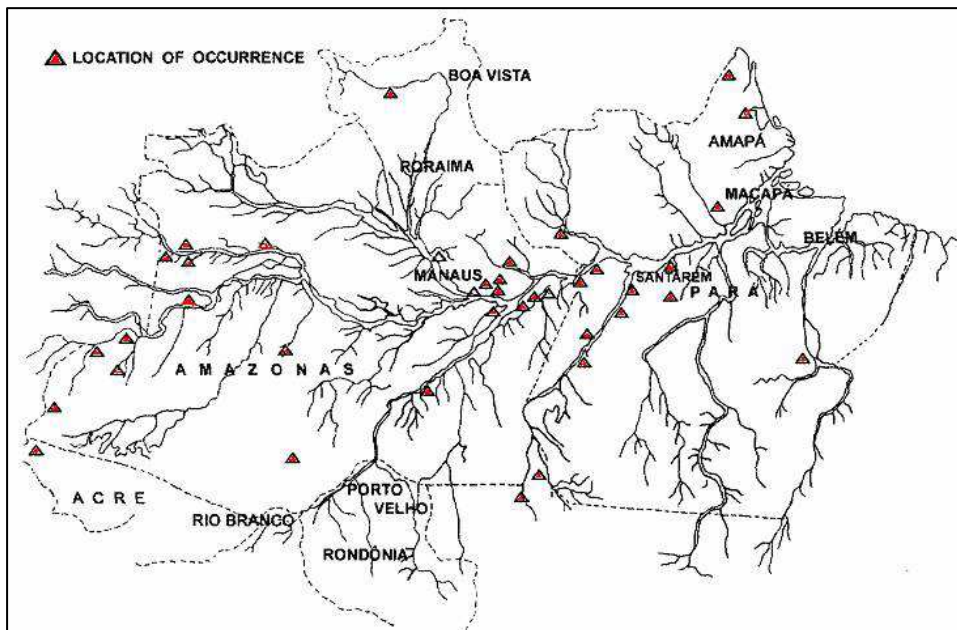 LOCATION OF OCCURRENCE
BOA VISTA
AMAPÁ
RORAIMA
MACAPÁ
BELÉM
MANAUS
SANTARÉM
PARÁ
AMAZONAS
ACRE
PORTO
VELHO
RIO BRANCO
RONDÔNIA